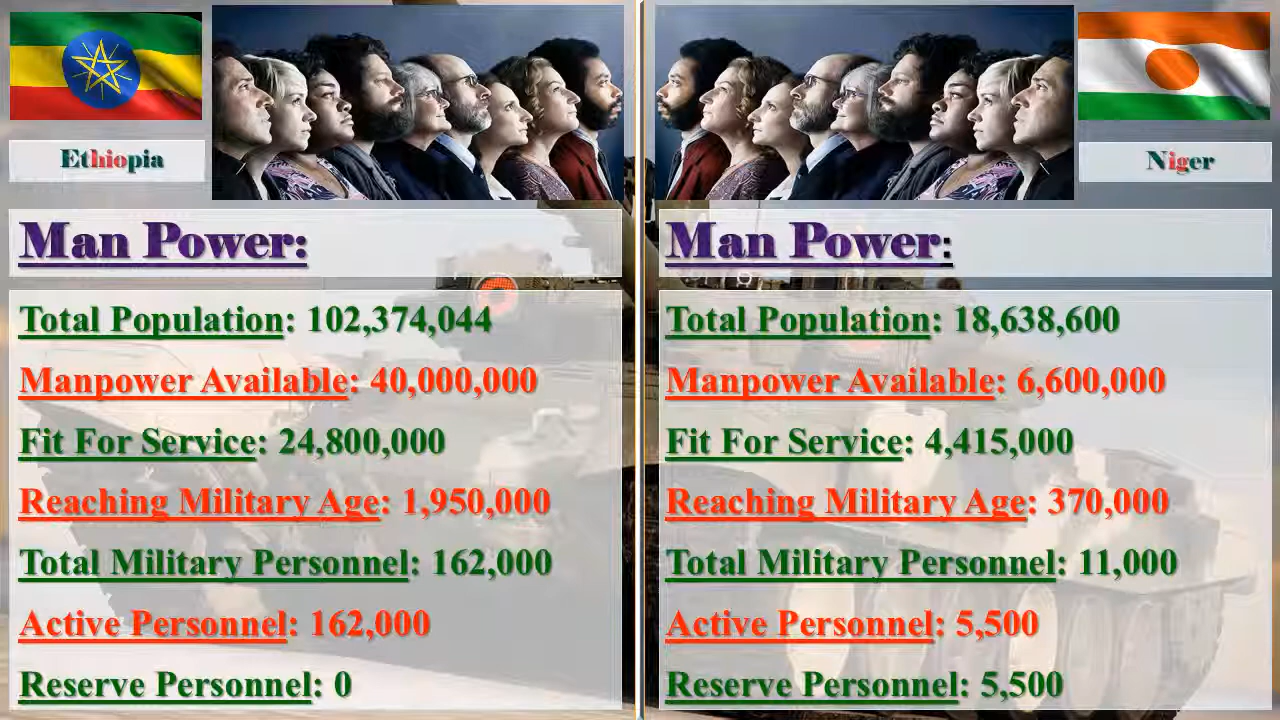 Ethiopia
Niger
Man Power:
Total Population: 102,374,044
Manpower Available: 40,000,000
Fit For Service: 24,800,000
Reaching Military Age: 1,950,000
Total Military Personnel: 162,000
Active Personnel: 162,000
Reserve Personnel: 0
Man Power:
Total Population: 18,638,600
Manpower Available: 6,600,000
Fit For Service: 4,415,000
Reaching Military Age: 370,000
Total Military Personnel: 11,000
Active Personnel: 5,500
Reserve Personnel: 5,500